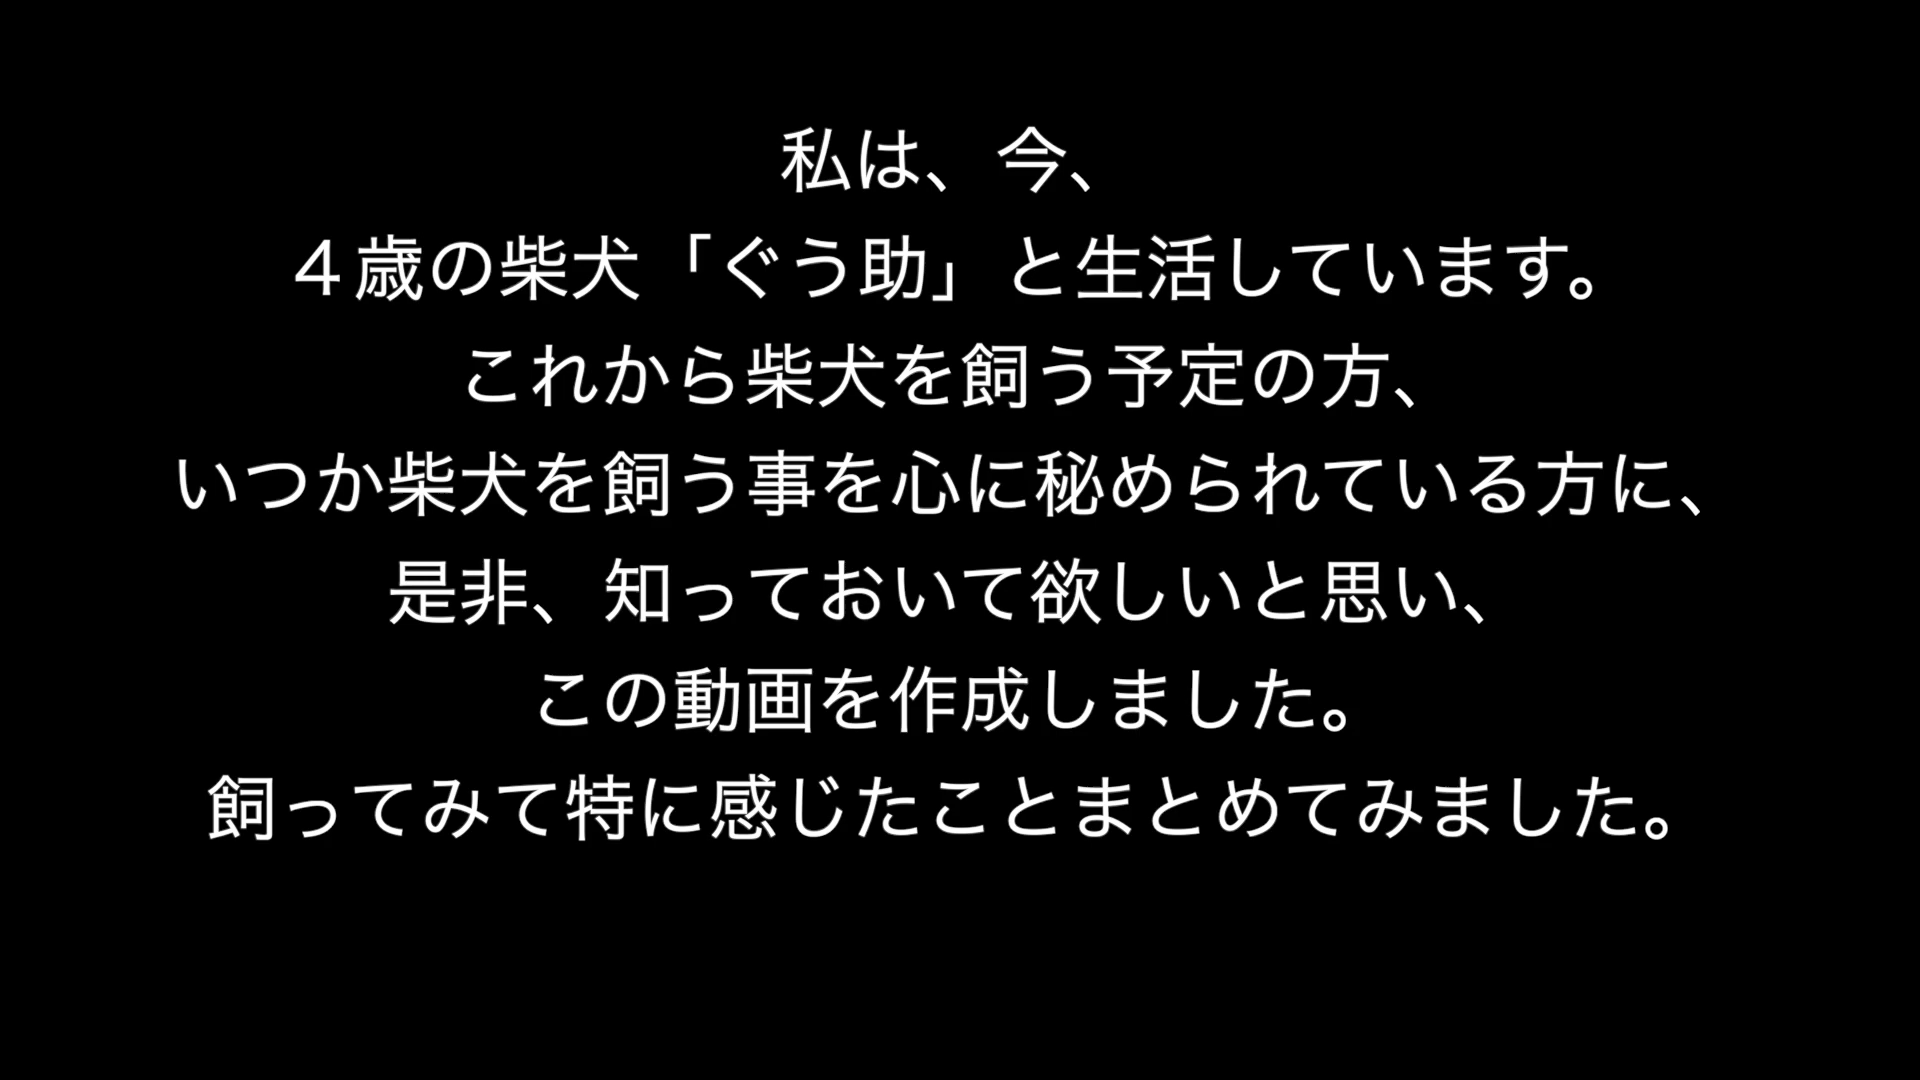 私は、今、
４歳の柴犬「ぐう助」と生活しています。
これから柴犬を飼う予定の方、
いつか柴犬を飼う事を心に秘められている方に、
是非、知っておいて欲しいと思い、
この動画を作成しました。
飼ってみて特に感じたことまとめてみました。